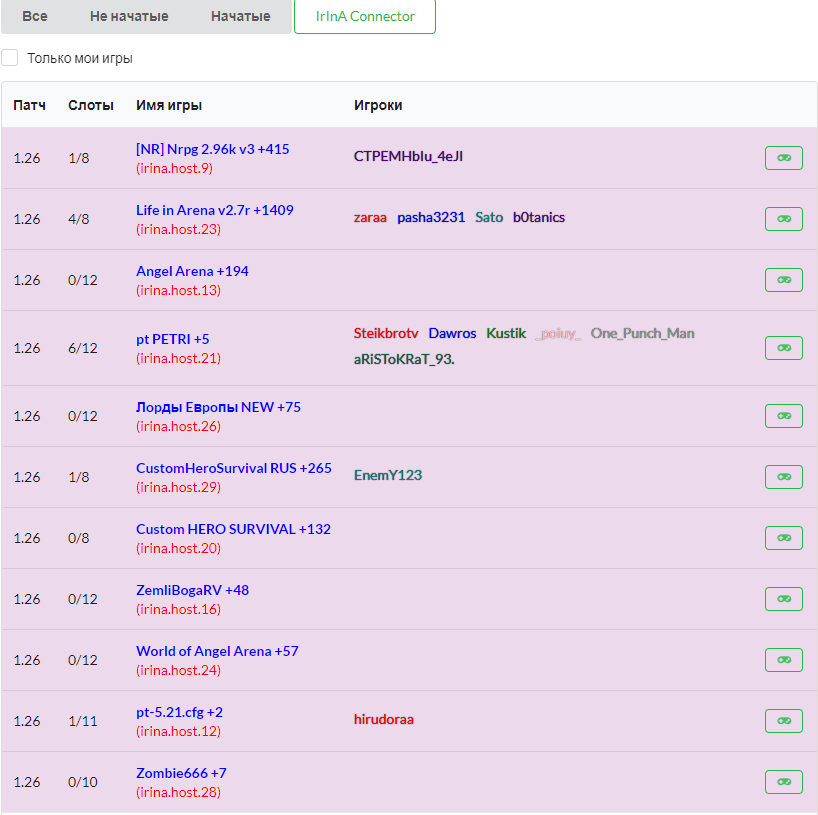 Все Не начатые Начатые IrInA Connector
Только мои игры
Патч Слоты Имя игры Игроки
1.26 1/8 [NR] Nrpg 2.96k v3 +415 CTPEMHblu_4eJl
(irina.host.9)
1.26 4/8 Life in Arena v2.7r +1409 zaraa pasha3231 Sato b0tanics
(irina.host.23)
1.26 0/12 Angel Arena +194
(irina.host.13)
1.26 6/12 pt PETRI +5 Steikbrotv Dawros Kustik _poiuy_ One_Punch_Man
(irina.host.21) aRiSToKRaT_93.
1.26 0/12 Лорды Европы NEW +75
(irina.host.26)
1.26 1/8 CustomHeroSurvival RUS +265 EnemY123
(irina.host.29)
1.26 0/8 Custom HERO SURVIVAL +132
(irina.host.20)
1.26 0/12 ZemliBogaRV +48
(irina.host.16)
1.26 0/12 World of Angel Arena +57
(irina.host.24)
1.26 1/11 pt-5.21.cfg +2 hirudoraa
(irina.host.12)
1.26 0/10 Zombie666 +7
(irina.host.28)